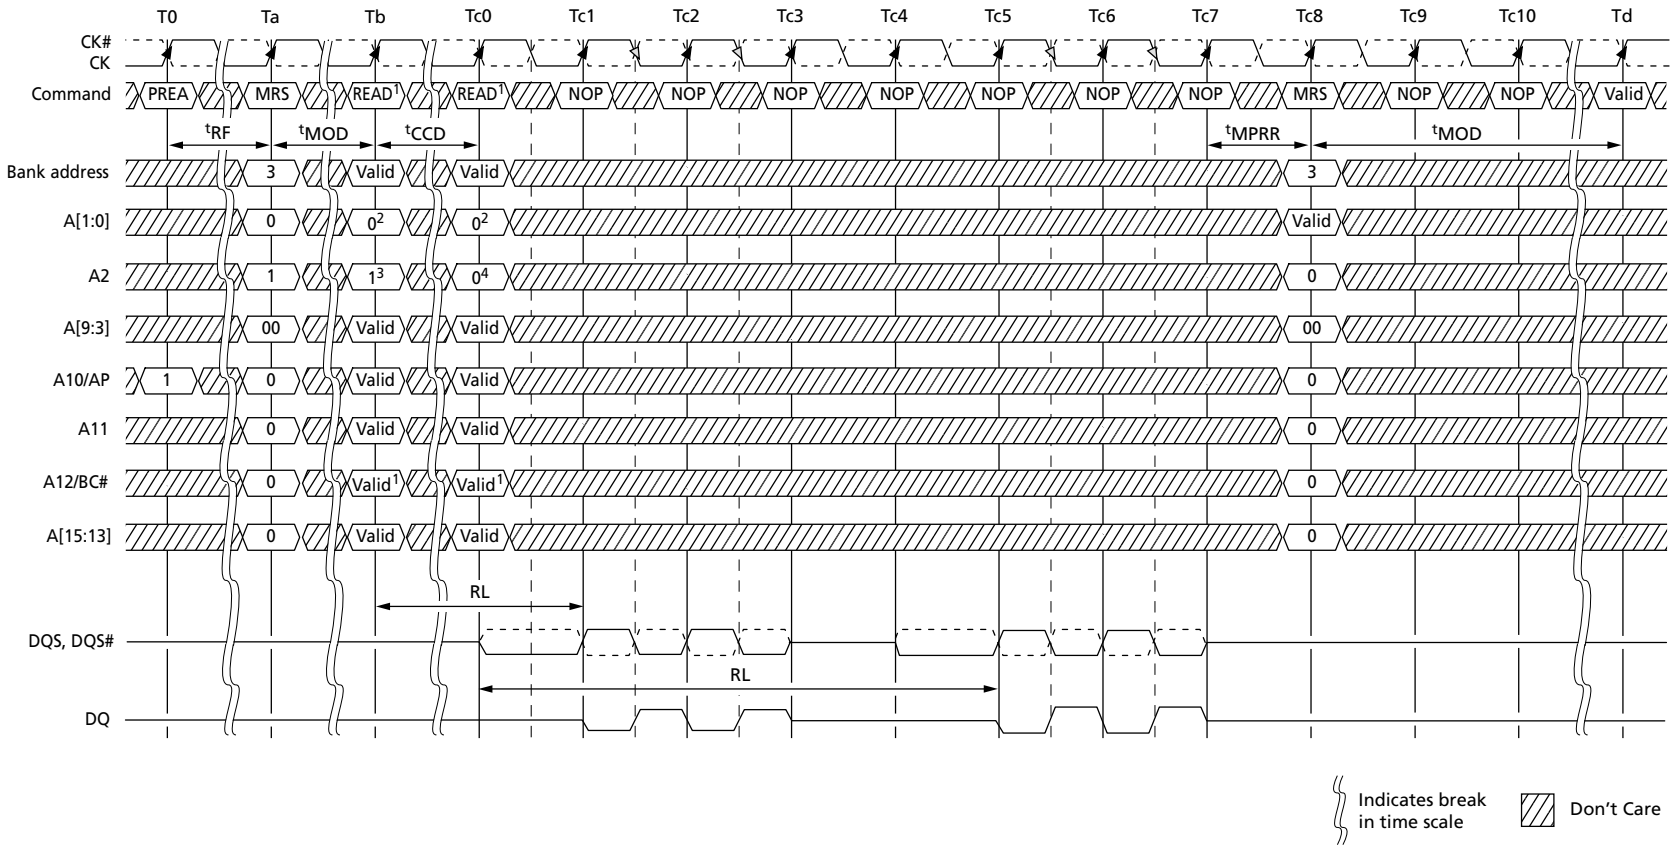 T0 Ta Tb Tc0 Tc1 Tc2 Tc3 Tc4 Tc5 Tc6 Tc7 Tc8 Tc9 Tc10 Td
CK#
CK
Command PREA MRS READ1 READ1 NOP NOP NOP NOP NOP NOP NOP MRS NOP NOP Valid
tRF tMOD tCCD tMPRR tMOD
Bank address 3 Valid Valid 3
A[1:0] 0 02 02 Valid
A2 1 13 04 0
A[9:3] 00 Valid Valid 00
A10/AP 1 0 Valid Valid 0
A11 0 Valid Valid 0
A12/BC# 0 Valid1 Valid1 0
A[15:13] 0 Valid Valid 0
RL
DQS, DQS#
RL
DQ
Indicates break
in time scale
Don't Care